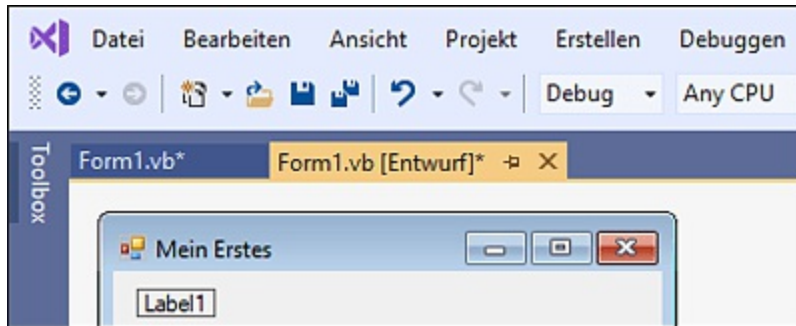 Datei Bearbeiten Ansicht Projekt Erstellen Debuggen
Debug Any CPU
Toolbox
Form1.vb* Form1.vb [Entwurf]*
Mein Erstes
Label1